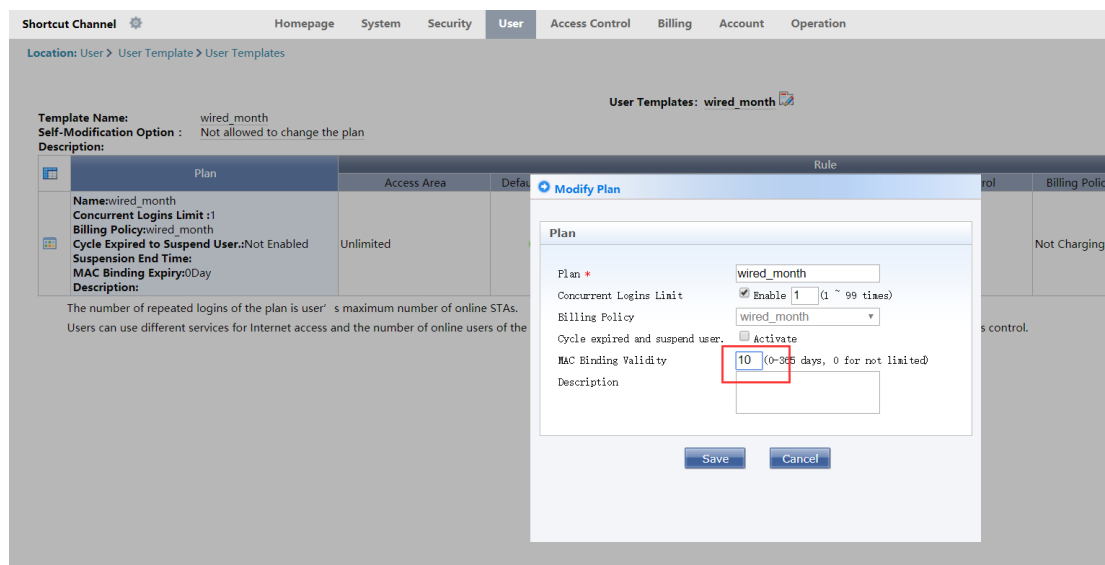 Shortcut Channel Homepage System Security User Access Control Billing Account Operation
Location: User > User Template > User Templates
User Templates: wired_month
Template Name: wired_month
Self-Modification Option : Not allowed to change the plan
Description:
Plan Rule
Access Area Defau rol Billing Polic
Name:wired_month
Concurrent Logins Limit :1
Billing Policy:wired_month
Cycle Expired to Suspend User.:Not Enabled
Suspension End Time:
MAC Binding Expiry:0Day
Description:
Unlimited Not Charging
The number of repeated logins of the plan is user’s maximum number of online STAs.
Users can use different services for Internet access and the number of online users of the s control.
Modify Plan
Plan
Plan * wired_month
Concurrent Logins Limit Enable 1 (1 ~ 99 times)
Billing Policy wired_month
Cycle expired and suspend user. Activate
MAC Binding Validity 10 (0-365 days, 0 for not limited)
Description
Save Cancel